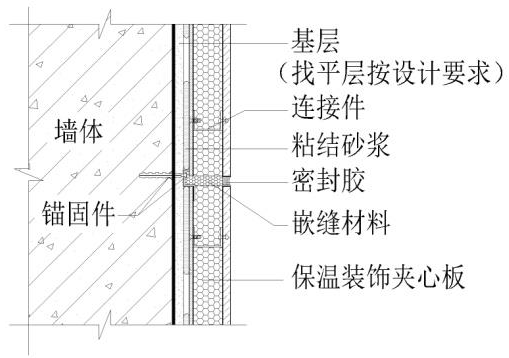 基层
（找平层按设计要求）
连接件
墙体
粘结砂浆
密封胶
锚固件
嵌缝材料
保温装饰夹心板